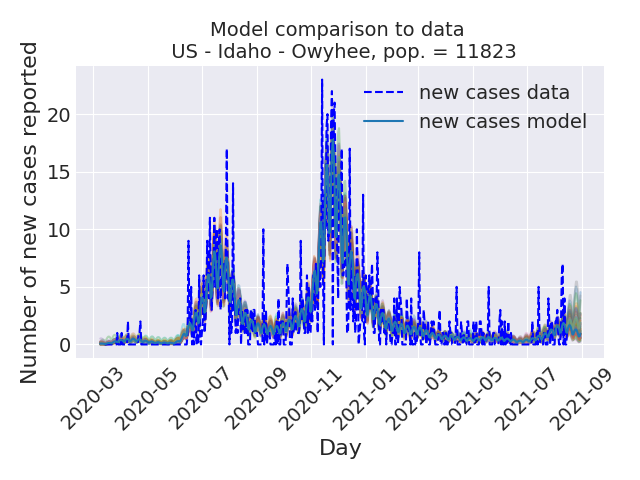 Model comparison to data
US - Idaho - Owyhee, pop. = 11823
Number of new cases reported
20
15
10
5
0
new cases data
new cases model
2020-03
2020-05
2020-07
2020-09
2020-11
2021-01
2021-03
2021-05
2021-07
2021-09
Day